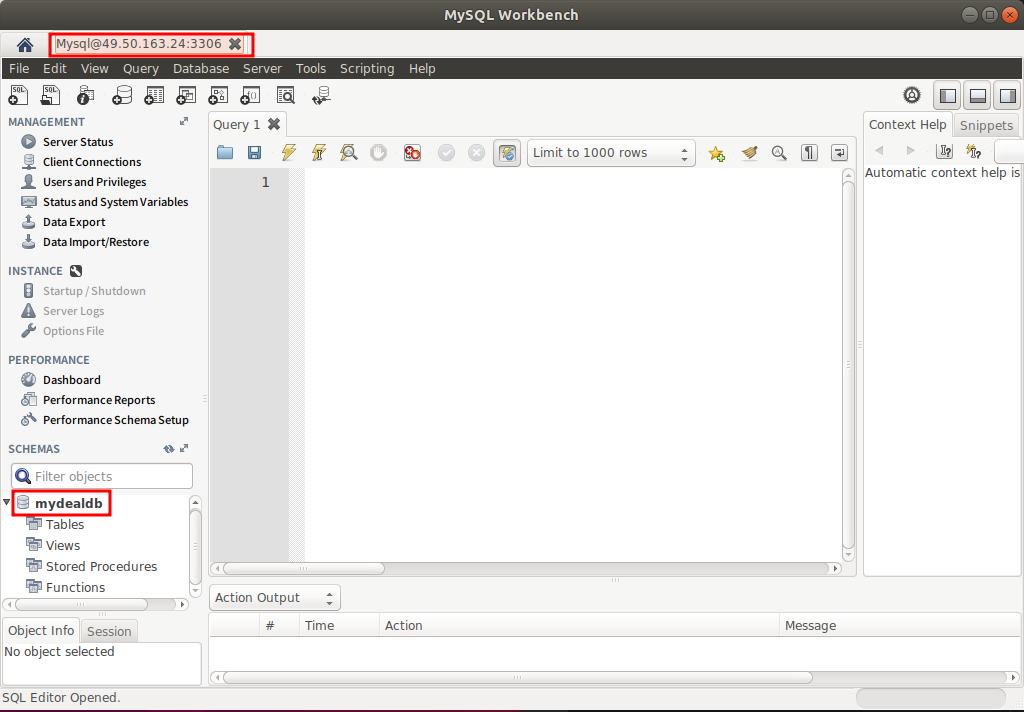 MySQL Workbench
Mysql@49.50.163.24:3306
File Edit View Query Database Server Tools Scripting Help
MANAGEMENT
Server Status
Client Connections
Users and Privileges
Status and System Variables
Data Export
Data Import/Restore
INSTANCE
Startup / Shutdown
Server Logs
Options File
PERFORMANCE
Dashboard
Performance Reports
Performance Schema Setup
SCHEMAS
Filter objects
mydealdb
Tables
Views
Stored Procedures
Functions
Object Info Session
No object selected
Query 1
Limit to 1000 rows
1
Context Help Snippets
Automatic context help is
Action Output
# Time Action Message
SQL Editor Opened.